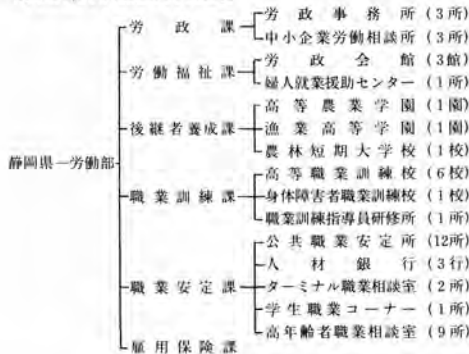 労政課
労政事務所(3所)
中小企業労働相談所(3所)
労働福祉課
労政会館(3館)
婦人就業援助センター(1所)
後継者養成課
高等農業学園(1園)
漁業高等学園(1園)
農林短期大学校(1校)
静岡県―労働部
職業訓練課
高等職業訓練校(6校)
身体障害者職業訓練校(1校)
職業訓練指導員研修所(1所)
職業安定課
公共職業安定所(12所)
人材銀行(3行)
ターミナル職業相談室(2所)
学生職業コーナー(1所)
高年齢者職業相談室(9所)
雇用保険課